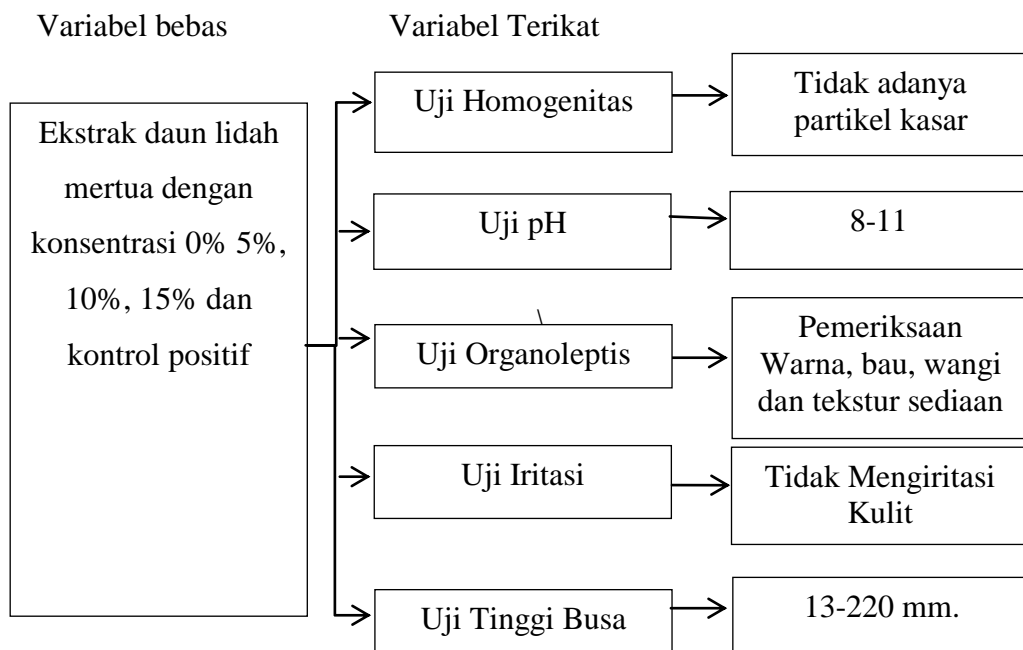 Variabel bebas
Variabel Terikat
Ekstrak daun lidah
mertua dengan
konsentrasi 0% 5%,
10%, 15% dan
kontrol positif
Uji Homogenitas
Tidak adanya
partikel kasar
Uji pH
8-11
\
Uji Organoleptis
Pemeriksaan
Warna, bau, wangi
dan tekstur sediaan
Uji Iritasi
Tidak Mengiritasi
Kulit
Uji Tinggi Busa
13-220 mm.